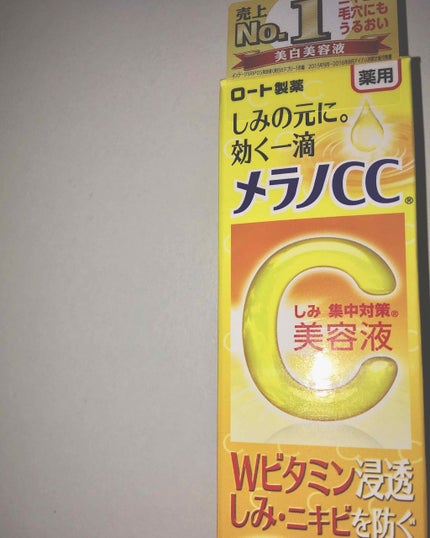 売上
No.1
毛穴にも
うるおい
美白美容液
薬用
ロート製薬
しみの元に。
効く一滴
メラノCC®
C
しみ 集中対策®
美容液
Wビタミン浸透
しみ・ニキビを防ぐ